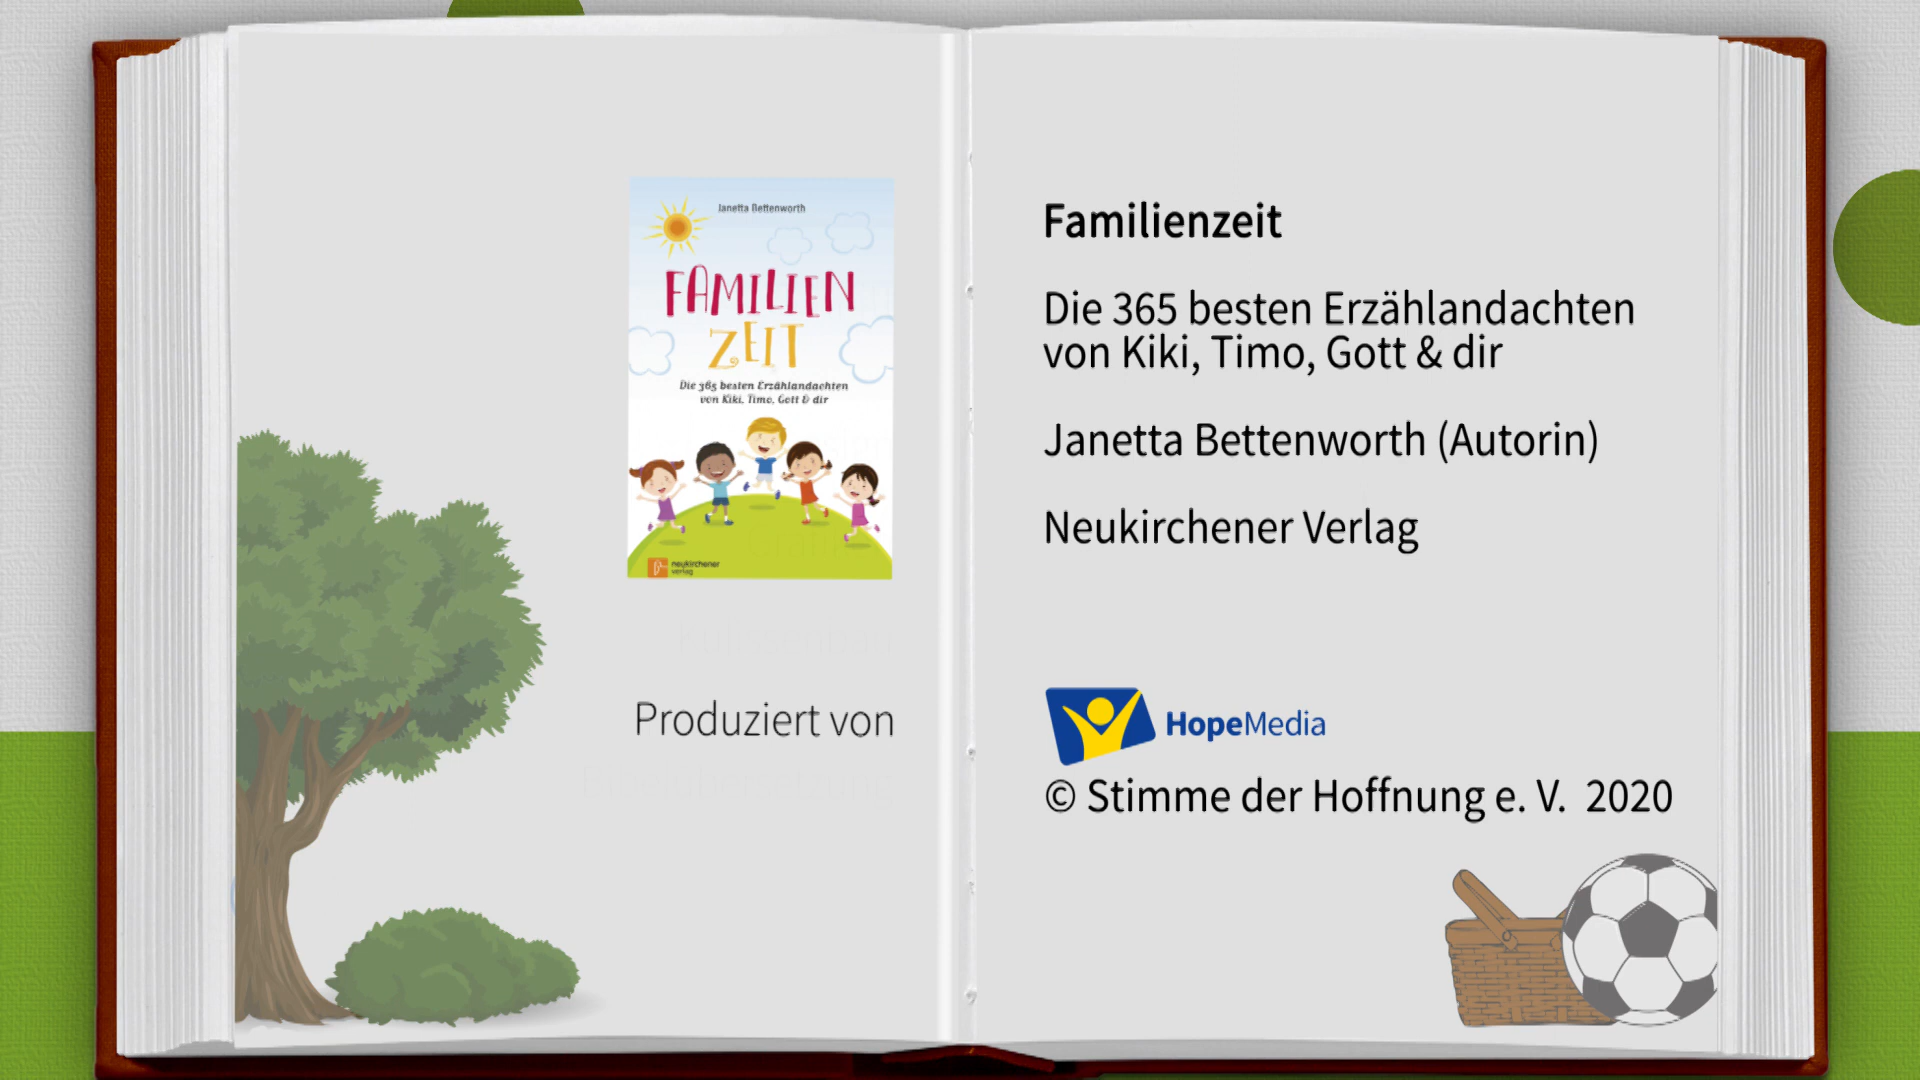 Janetta Bettenworth
FAMILIEN
ZEIT
Die 365 besten Erzählandachten
von Kiki, Timo, Gott & dir
neukirchener
verlag
Produziert von
Familienzeit
Die 365 besten Erzählandachten
von Kiki, Timo, Gott & dir
Janetta Bettenworth (Autorin)
Neukirchener Verlag
HopeMedia
© Stimme der Hoffnung e. V. 2020